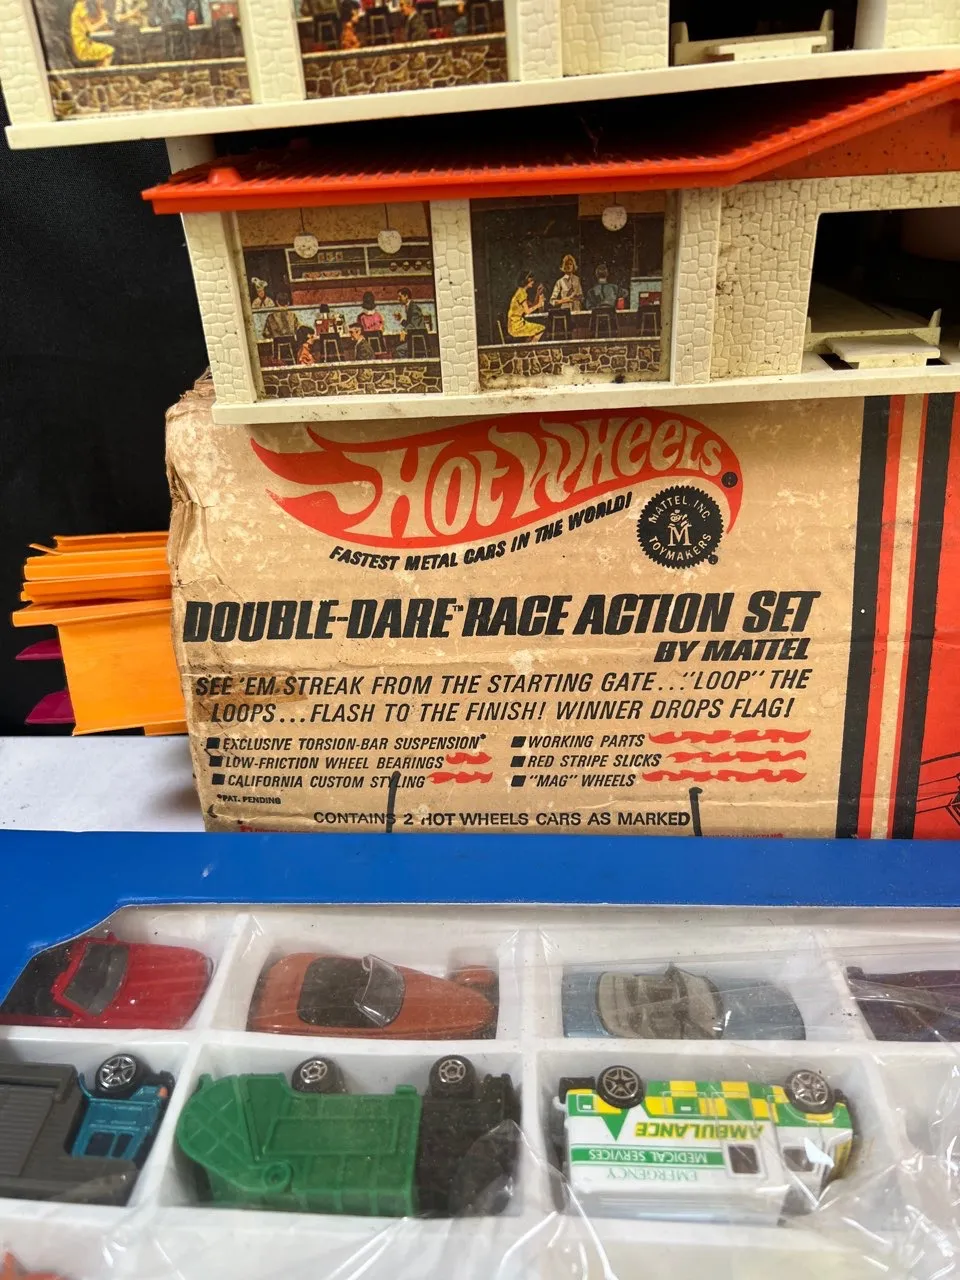 Hot Wheels®
FASTEST METAL CARS IN THE WORLD!
MATTEL, INC.
M
TOYMAKERS
DOUBLE-DARE™ RACE ACTION SET
BY MATTEL
SEE 'EM STREAK FROM THE STARTING GATE..."LOOP" THE
LOOPS...FLASH TO THE FINISH! WINNER DROPS FLAG!
EXCLUSIVE TORSION-BAR SUSPENSION*
LOW-FRICTION WHEEL BEARINGS
CALIFORNIA CUSTOM STYLING
*PAT. PENDING
WORKING PARTS
RED STRIPE SLICKS
"MAG" WHEELS
CONTAINS 2 HOT WHEELS CARS AS MARKED
AMBULANCE
MEDICAL SERVICES
EMERGENCY